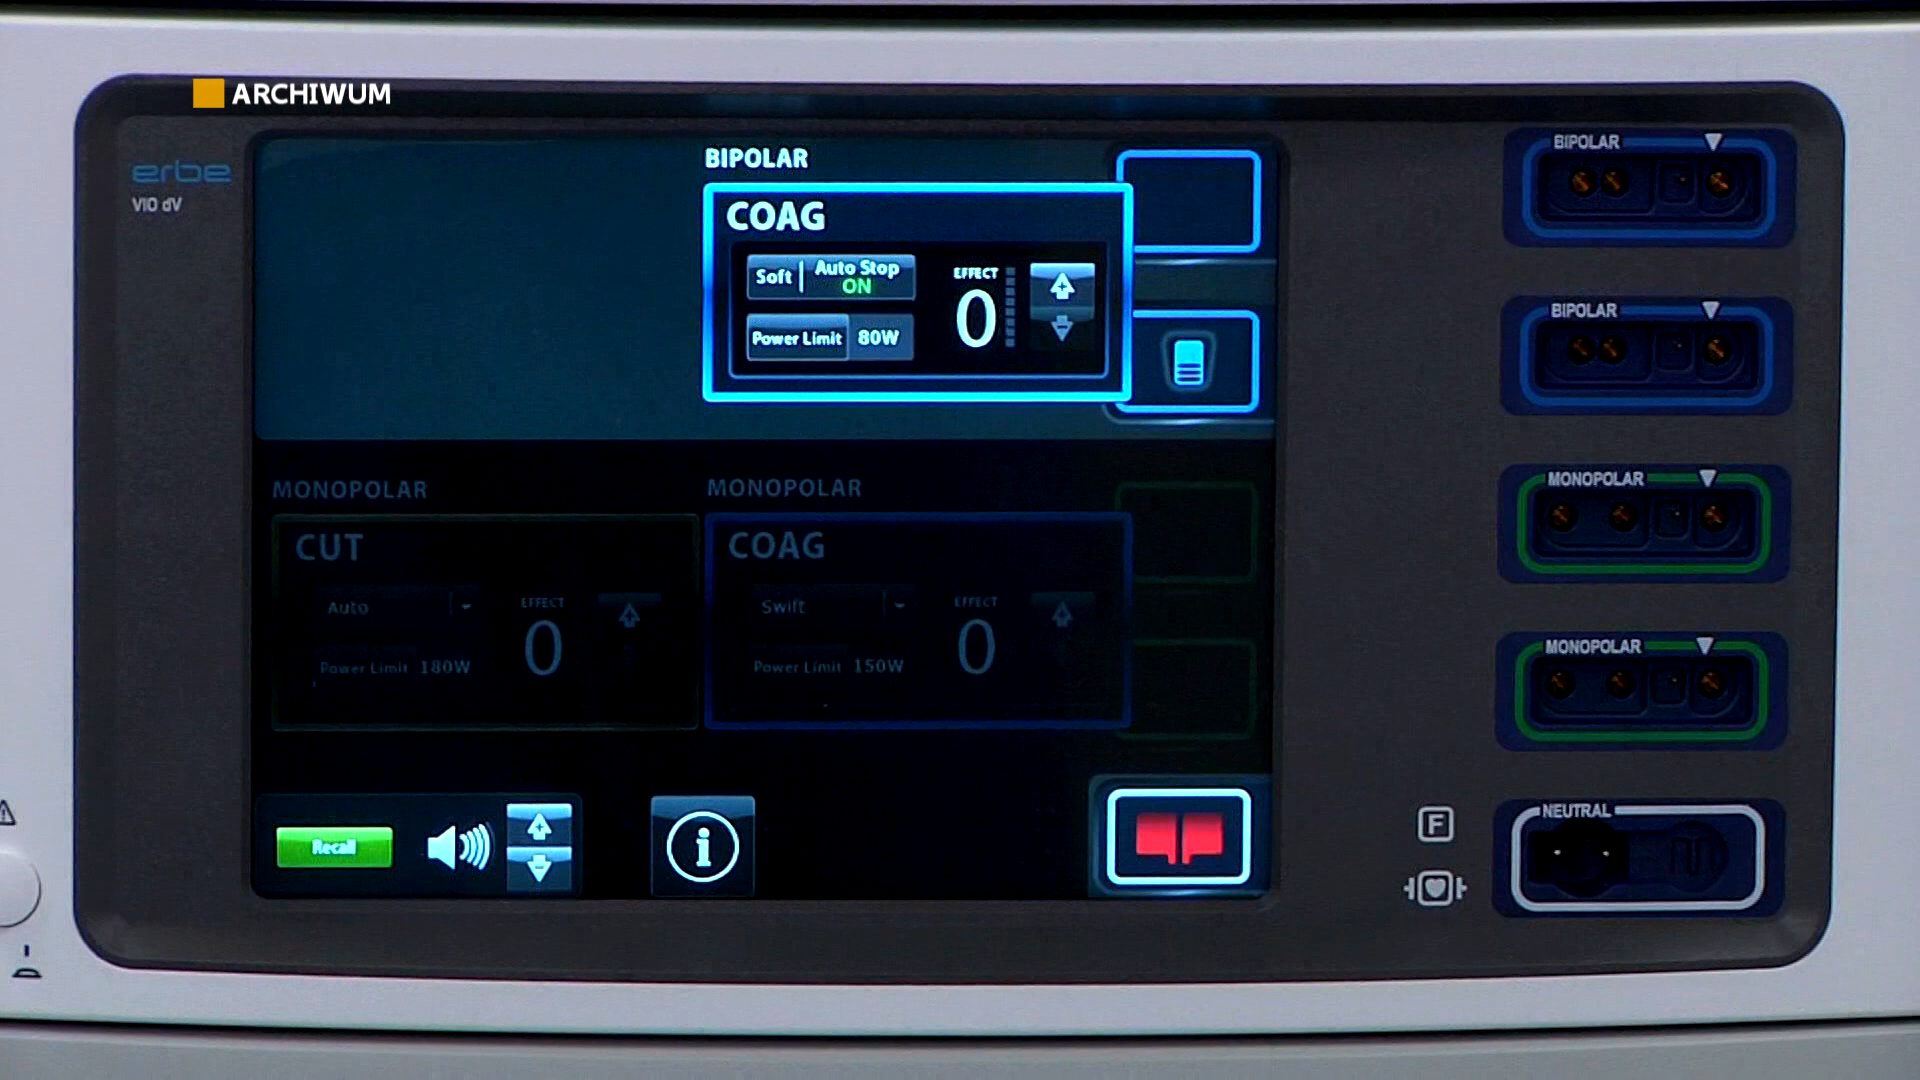 ARCHIWUM
erbe
VIO dV
BIPOLAR
COAG
Soft
Auto Stop
ON
EFFECT
0
Power Limit 80W
MONOPOLAR
CUT
Auto
EFFECT
0
Power Limit 180W
MONOPOLAR
COAG
Swift
EFFECT
0
Power Limit 150W
Recall
i
BIPOLAR
BIPOLAR
MONOPOLAR
MONOPOLAR
NEUTRAL
F